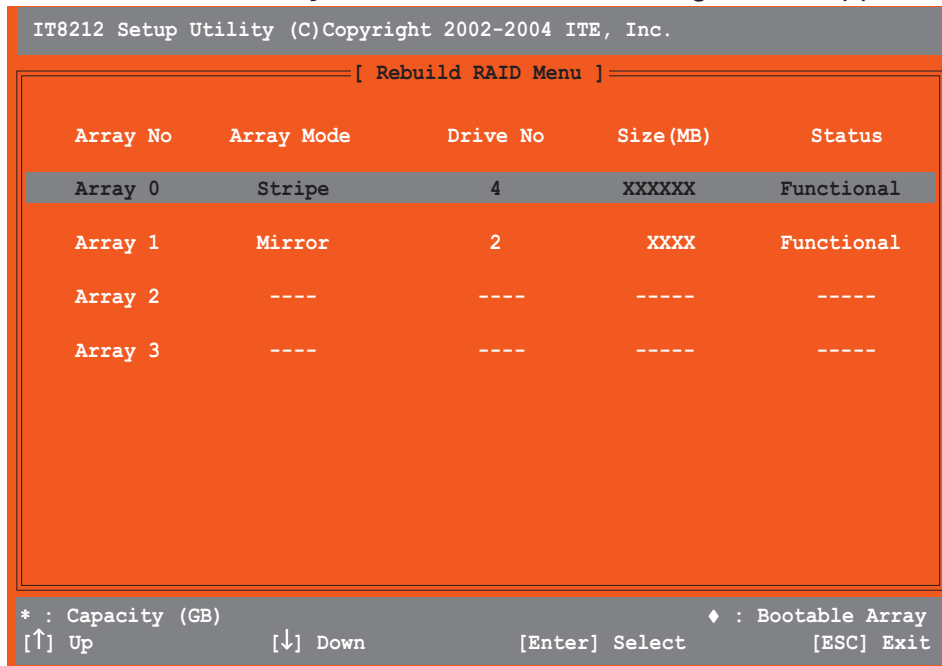 IT8212 Setup Utility (C)Copyright 2002-2004 ITE, Inc.
[ Rebuild RAID Menu ]
Array No Array Mode Drive No Size(MB) Status
Array 0 Stripe 4 XXXXXX Functional
Array 1 Mirror 2 XXXX Functional
Array 2 ---- ---- ----- -----
Array 3 ---- ---- ----- -----
* : Capacity (GB) ♦ : Bootable Array
[↑] Up [↓] Down [Enter] Select [ESC] Exit